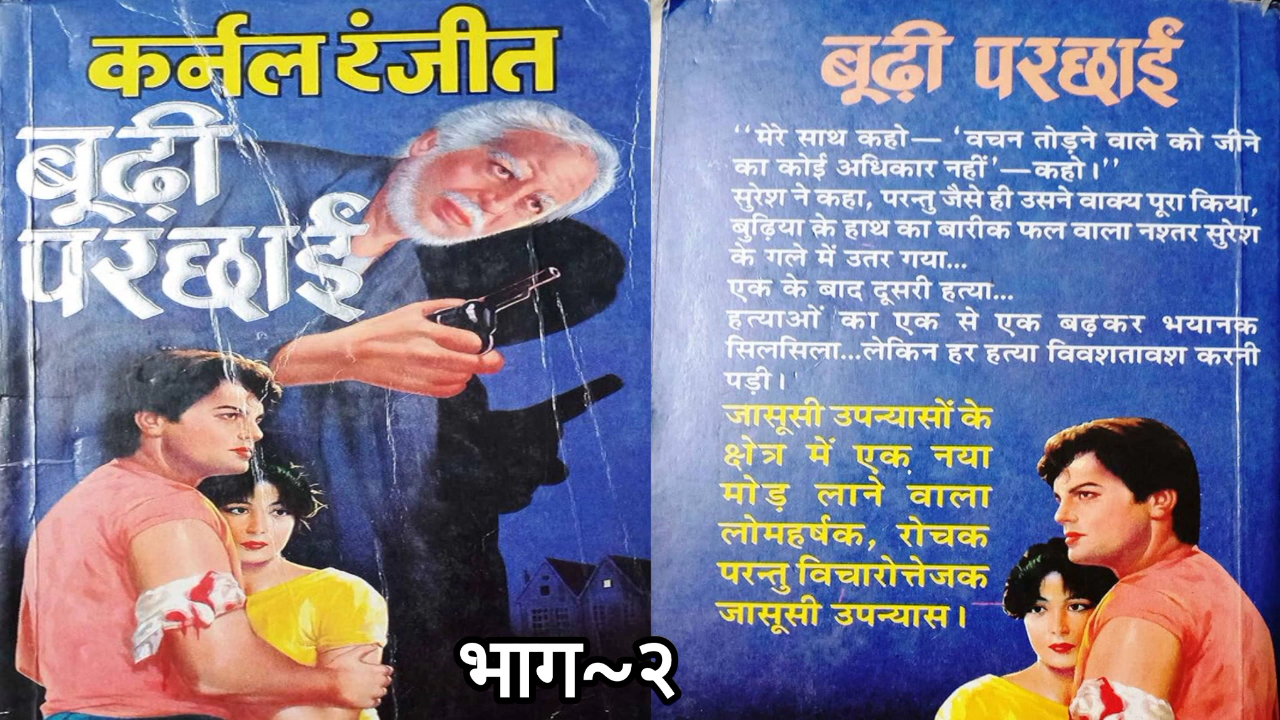 कर्नल रंजीत
बूढ़ी
परछाईं
बूढ़ी परछाईं
“मेरे साथ कहो— ‘वचन तोड़ने वाले को जीने
का कोई अधिकार नहीं’—कहो।”
सुरेश ने कहा, परन्तु जैसे ही उसने वाक्य पूरा किया,
बुढ़िया के हाथ का बारीक फल वाला नश्तर सुरेश
के गले में उतर गया...
एक के बाद दूसरी हत्या...
हत्याओं का एक से एक बढ़कर भयानक
सिलसिला...लेकिन हर हत्या विवशतावश करनी
पड़ी।
जासूसी उपन्यासों के
क्षेत्र में एक नया
मोड़ लाने वाला
लोमहर्षक, रोचक
परन्तु विचारोत्तेजक
जासूसी उपन्यास।
भाग~२